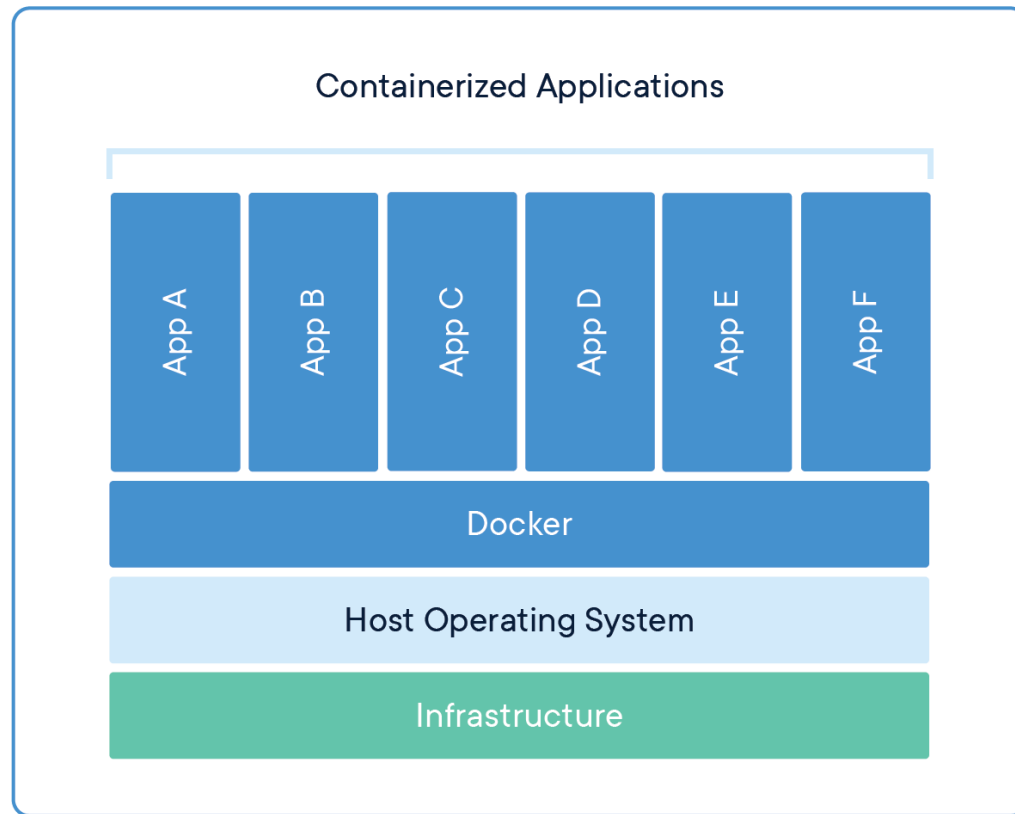 Containerized Applications
App A
App B
App C
App D
App E
App F
Docker
Host Operating System
Infrastructure